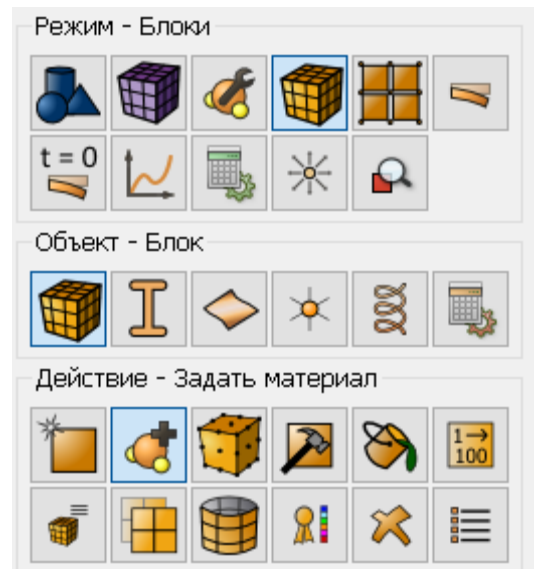 Режим - Блоки
t = 0
Объект - Блок
Действие - Задать материал
1→
100